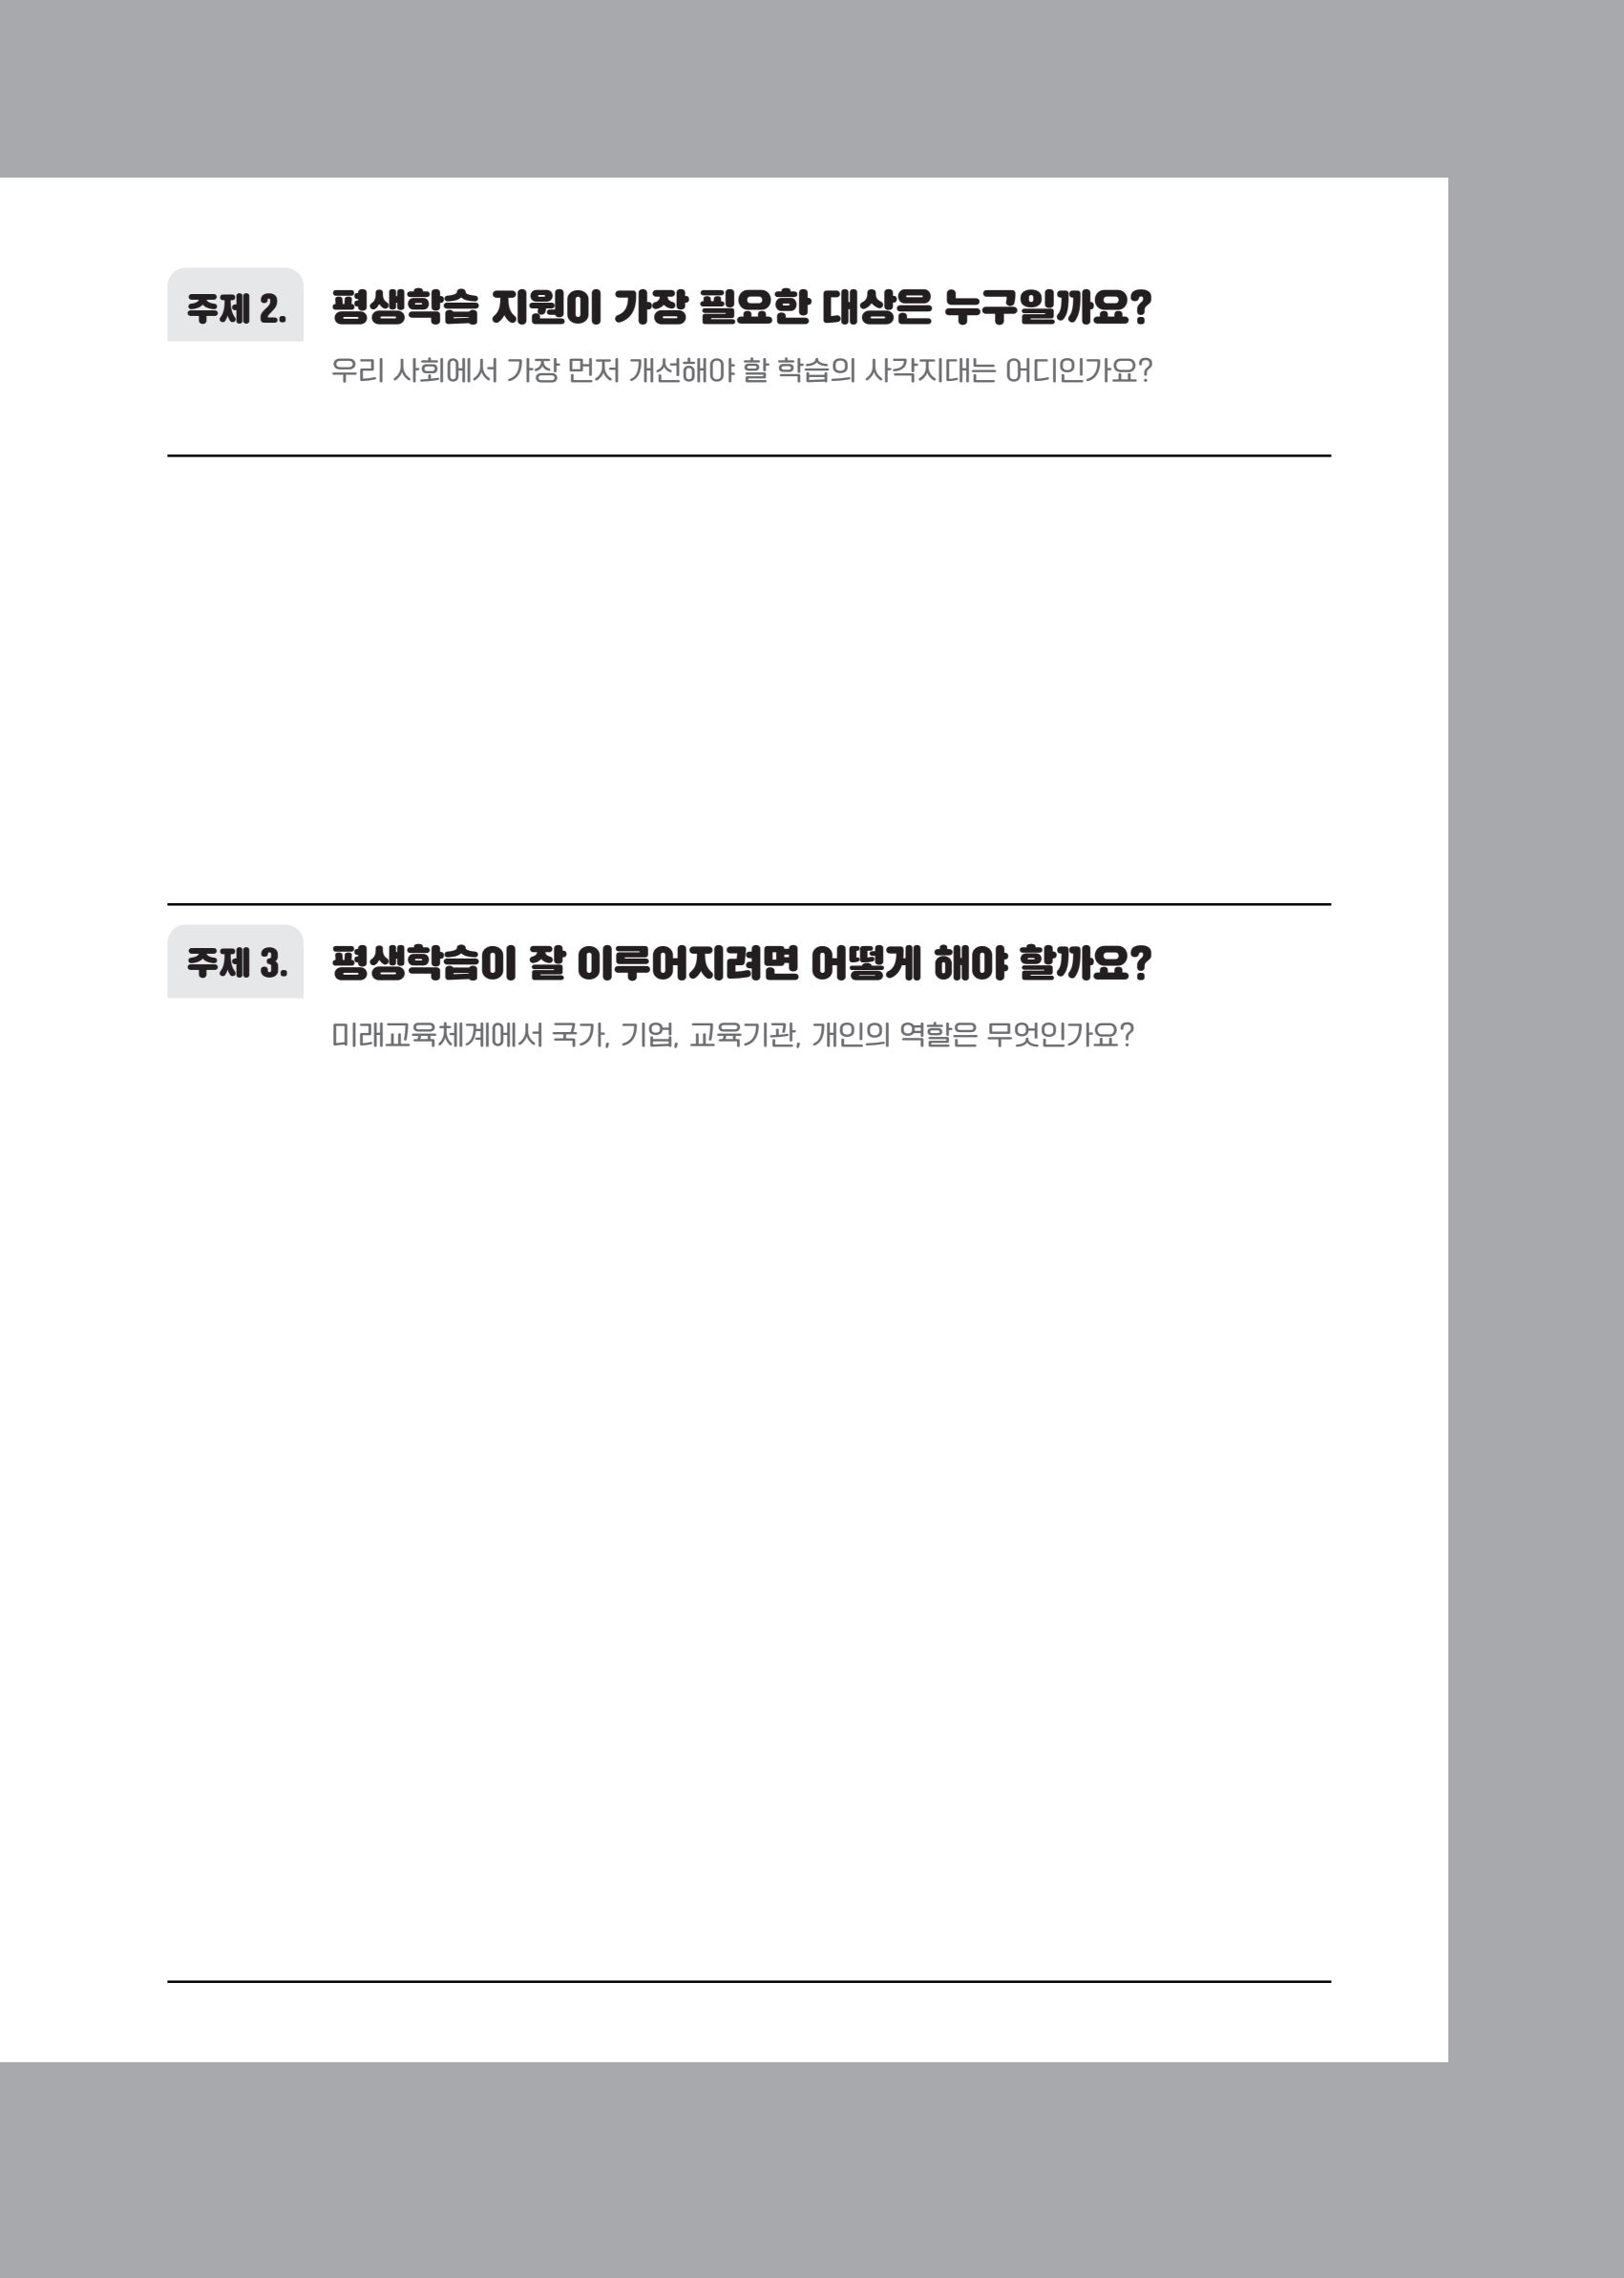 주제 2. 평생학습 지원이 가장 필요한 대상은 누구일까요?
우리 사회에서 가장 먼저 개선해야 할 학습의 사각지대는 어디인가요?
주제 3. 평생학습이 잘 이루어지려면 어떻게 해야 할까요?
미래교육체계에서 국가, 기업, 교육기관, 개인의 역할은 무엇인가요?